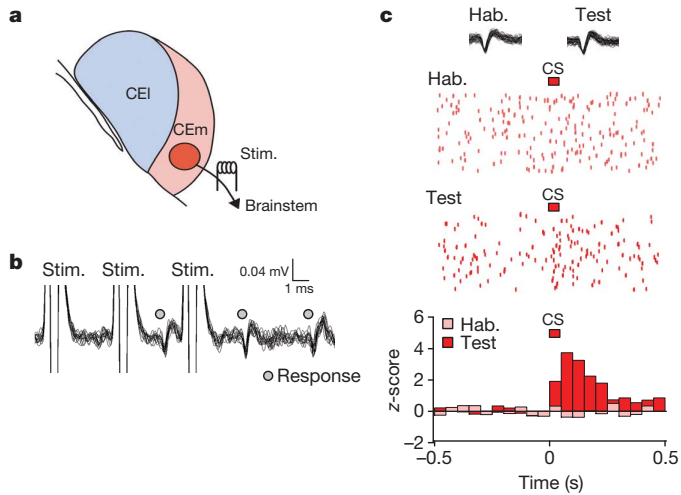 a
CEl
CEm
Stim.
Brainstem
b
Stim. Stim. Stim.
0.04 mV
1 ms
Response
c
Hab. Test
CS
Hab.
CS
Test
6
4
2
0
−2
z-score
Hab.
Test
CS
−0.5 0 0.5
Time (s)